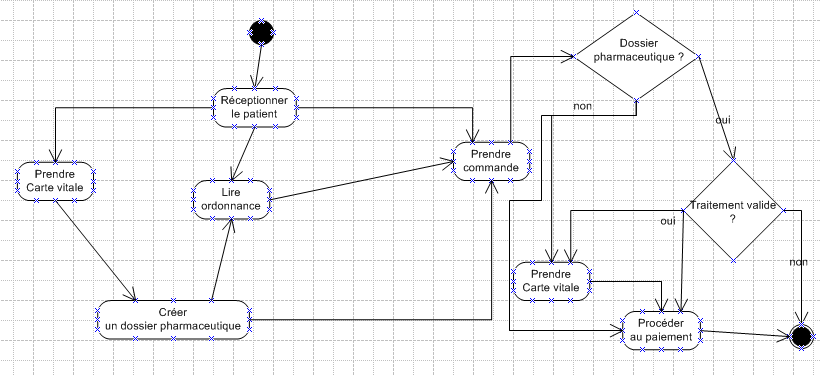 Réceptionner
le patient
Prendre
Carte vitale
Lire
ordonnance
Créer
un dossier pharmaceutique
Prendre
commande
Dossier
pharmaceutique ?
non
oui
Traitement valide
?
oui
non
Prendre
Carte vitale
Procéder
au paiement